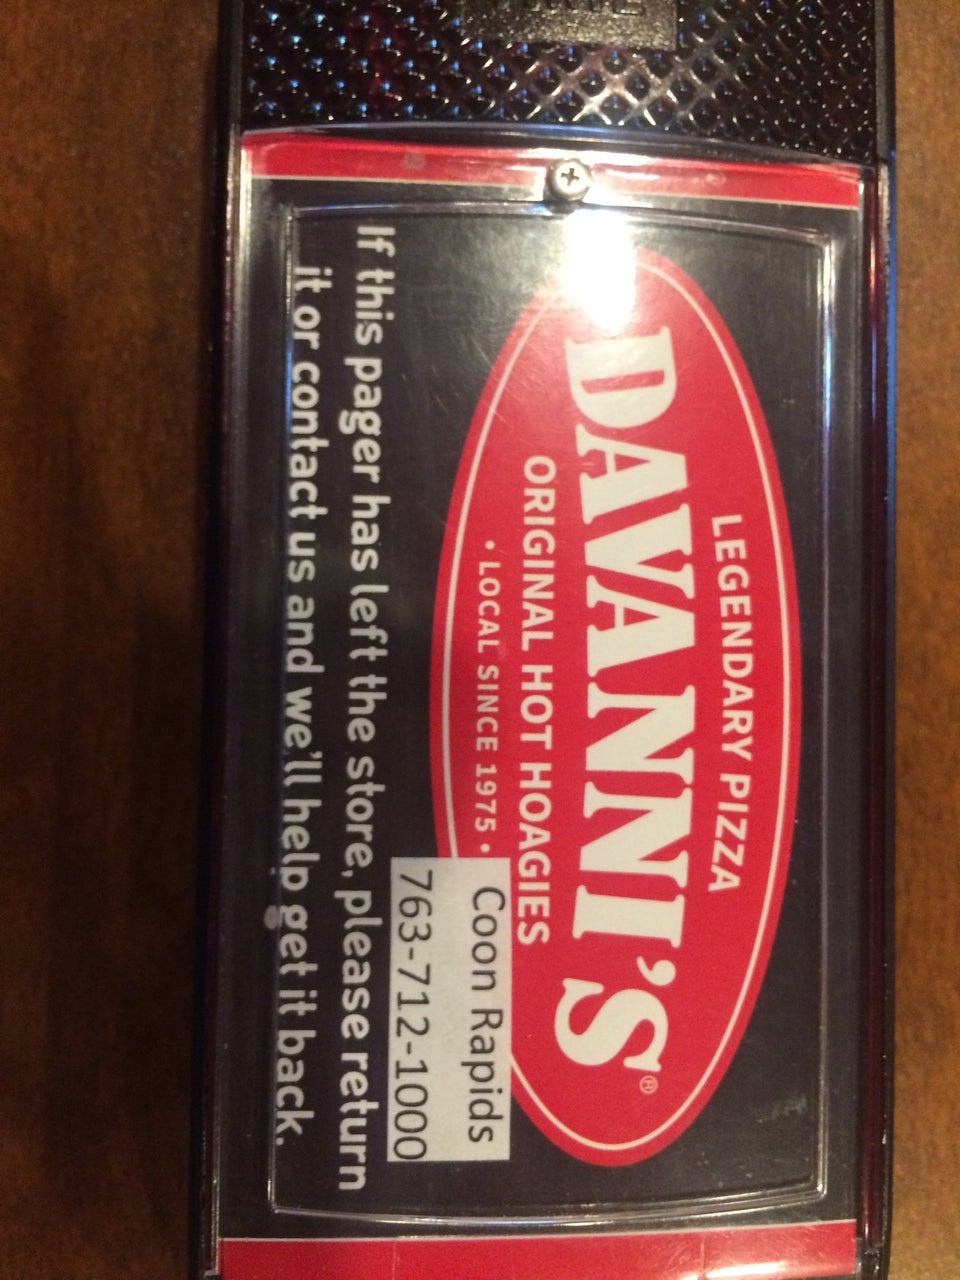 LEGENDARY PIZZA
DAVANNI'S®
ORIGINAL HOT HOAGIES
• LOCAL SINCE 1975 •
Coon Rapids
763-712-1000
If this pager has left the store, please return
it or contact us and we'll help get it back.